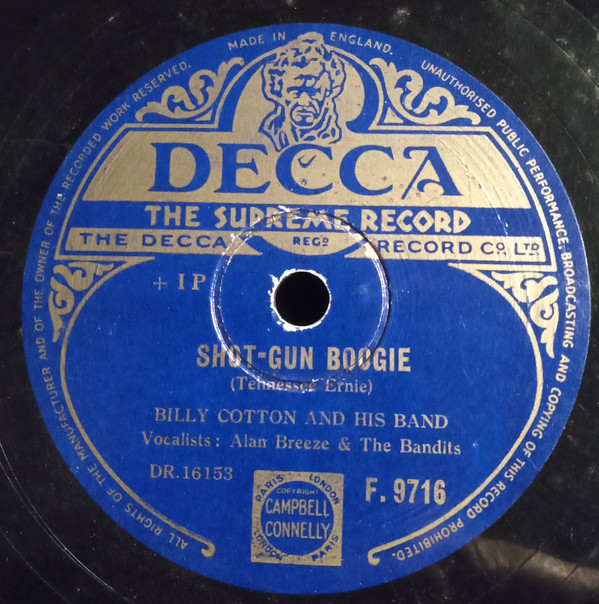 MADE IN ENGLAND.
ALL RIGHTS OF THE MANUFACTURER AND OF THE OWNER OF THE RECORDED WORK RESERVED.
UNAUTHORISED PUBLIC PERFORMANCE, BROADCASTING AND COPYING OF THIS RECORD PROHIBITED.
DECCA
THE SUPREME RECORD
THE DECCA REGD RECORD CO. LTD
+ 1 P
SHOT-GUN BOOGIE
(Tennessee Ernie)
BILLY COTTON AND HIS BAND
Vocalists: Alan Breeze & The Bandits
DR.16153
F. 9716
PARIS LONDON
COPYRIGHT
CAMPBELL
CONNELLY
LONDON PARIS